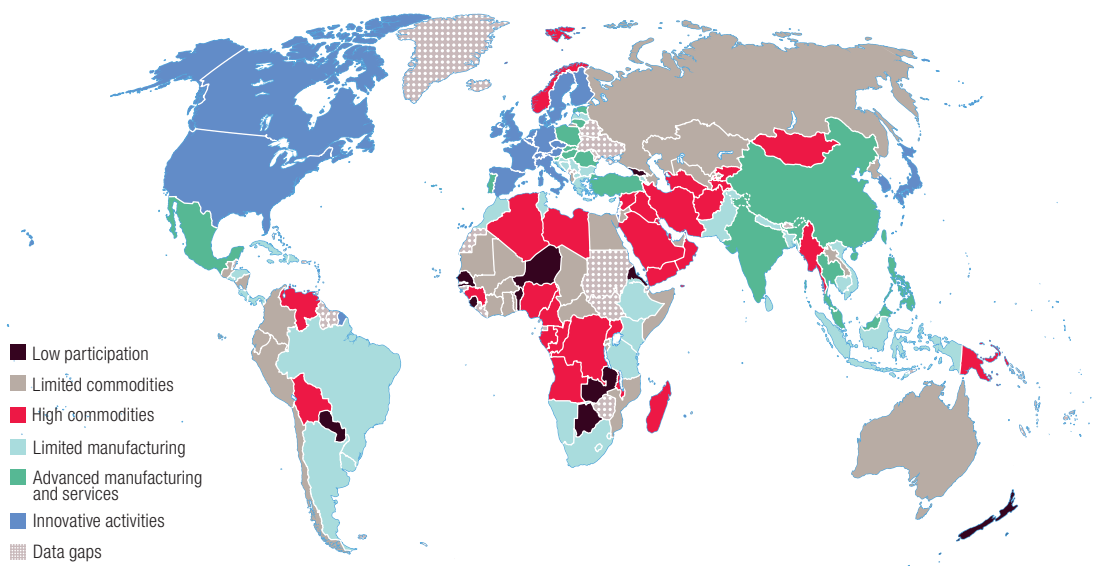 Low participation
Limited commodities
High commodities
Limited manufacturing
Advanced manufacturing
and services
Innovative activities
Data gaps